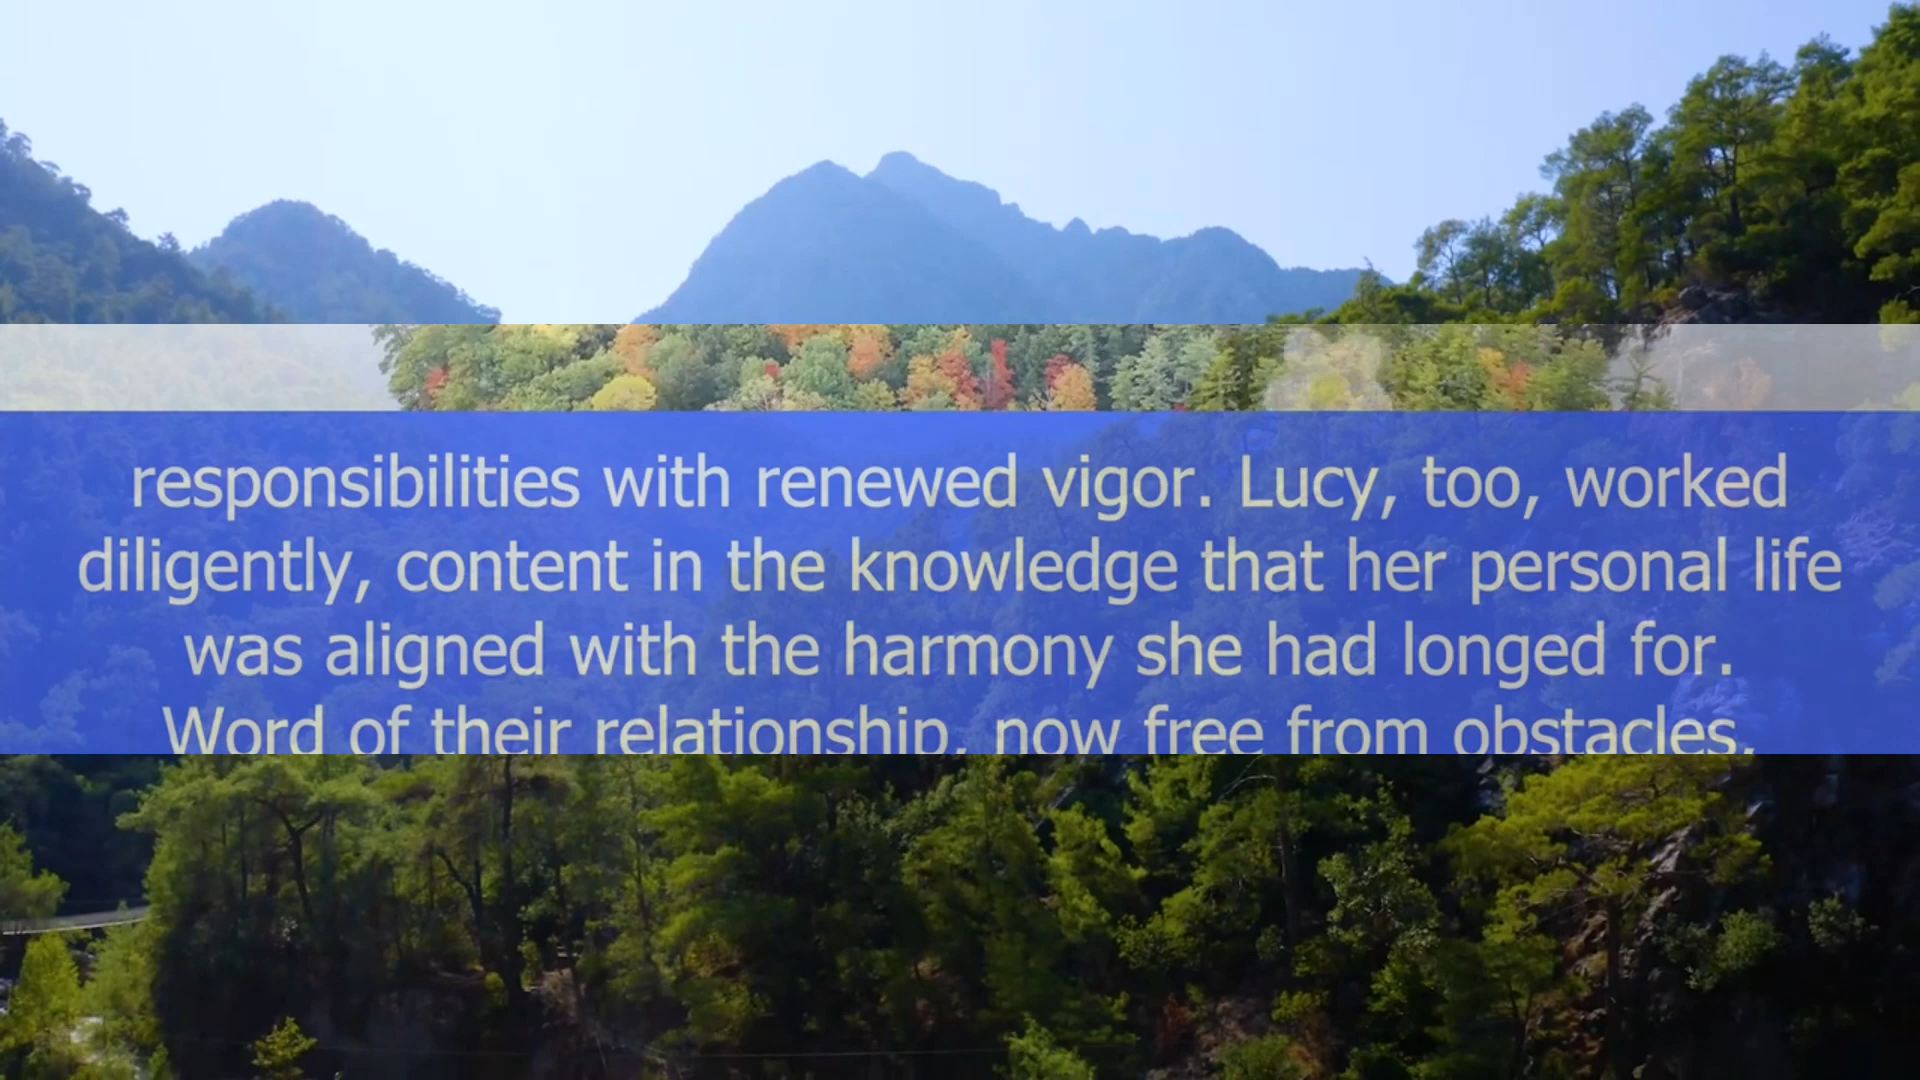 responsibilities with renewed vigor. Lucy, too, worked
diligently, content in the knowledge that her personal life
was aligned with the harmony she had longed for.
Word of their relationship, now free from obstacles,